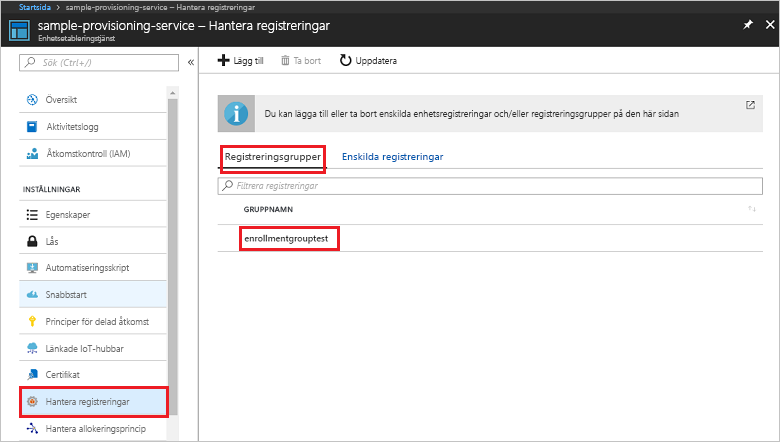 Startsida > sample-provisioning-service – Hantera registreringar
sample-provisioning-service – Hantera registreringar
Enhetsetableringstjänst
Sök (Ctrl+/)
Översikt
Aktivitetslogg
Åtkomstkontroll (IAM)
INSTÄLLNINGAR
Egenskaper
Lås
Automatiseringsskript
Snabbstart
Principer för delad åtkomst
Länkade IoT-hubbar
Certifikat
Hantera registreringar
Hantera allokeringsprincip
Lägg till
Ta bort
Uppdatera
Du kan lägga till eller ta bort enskilda enhetsregistreringar och/eller registreringsgrupper på den här sidan
Registreringsgrupper
Enskilda registreringar
Filtrera registreringar
GRUPPNAMN
enrollmentgrouptest